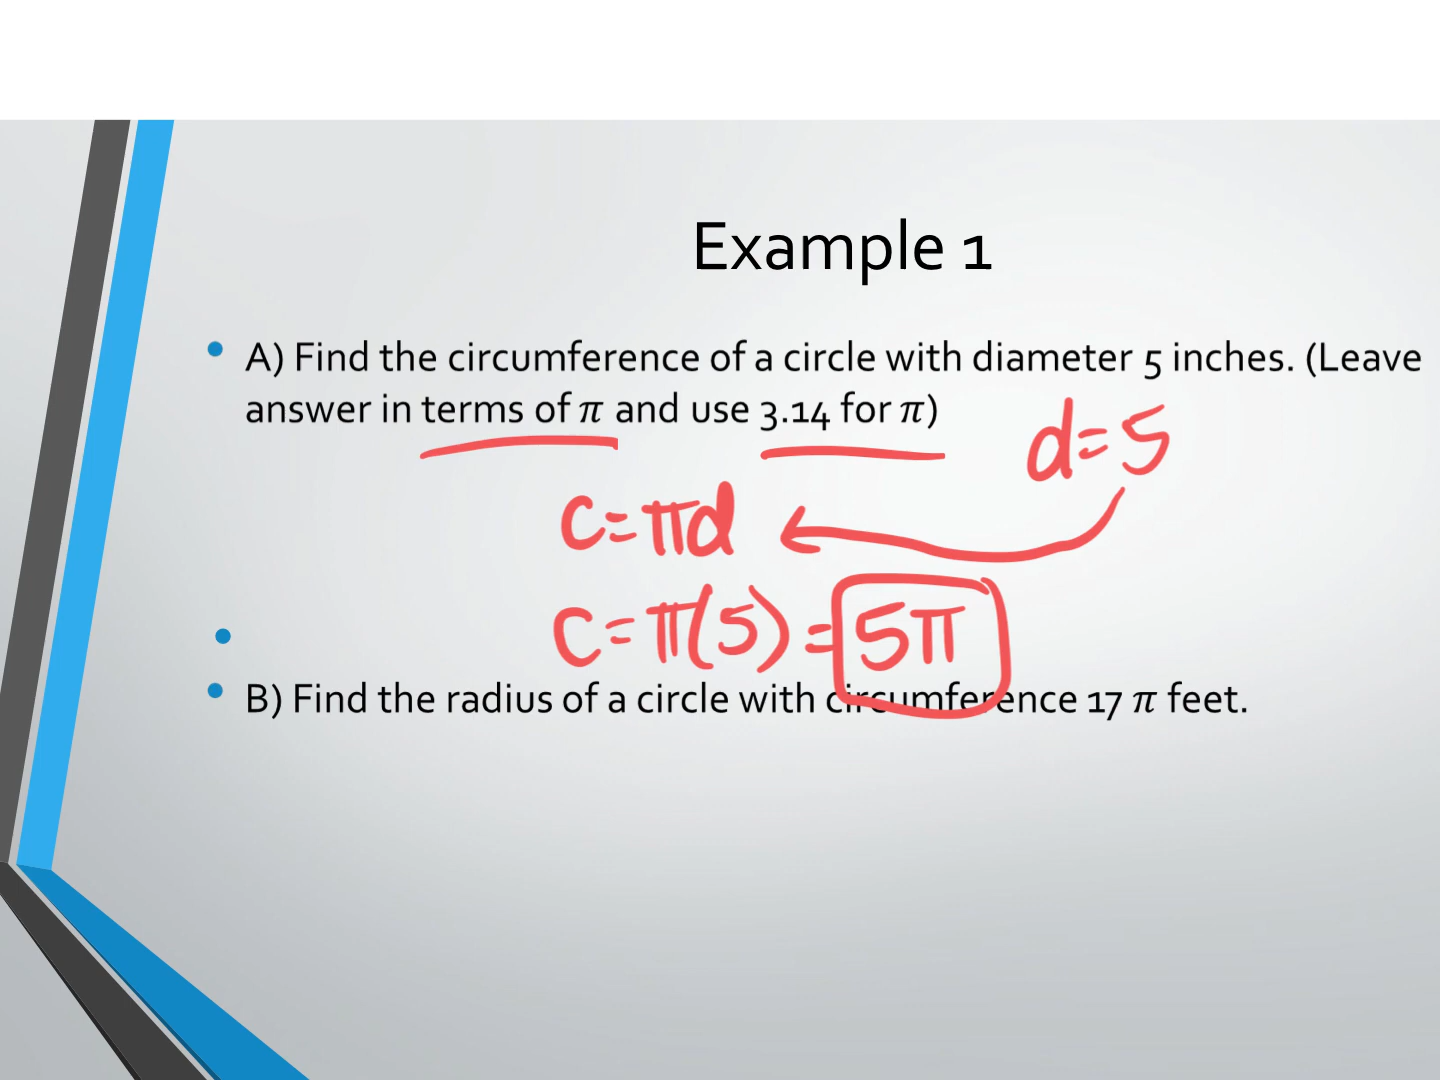 Example 1
A) Find the circumference of a circle with diameter 5 inches. (Leave
answer in terms of π and use 3.14 for π)
d=5
C=πd
C=π(5)=5π
B) Find the radius of a circle with circumference 17 π feet.